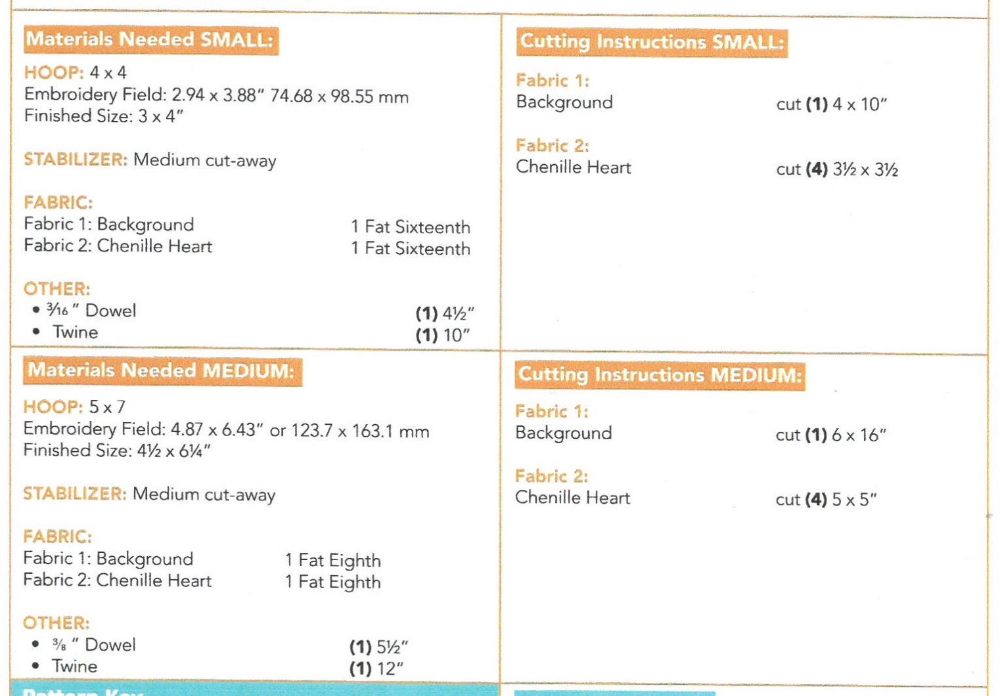 Materials Needed SMALL:
HOOP: 4 x 4
Embroidery Field: 2.94 x 3.88" 74.68 x 98.55 mm
Finished Size: 3 x 4"
STABILIZER: Medium cut-away
FABRIC:
Fabric 1: Background 1 Fat Sixteenth
Fabric 2: Chenille Heart 1 Fat Sixteenth
OTHER:
• 3/16 " Dowel (1) 4½"
• Twine (1) 10"
Cutting Instructions SMALL:
Fabric 1:
Background cut (1) 4 x 10"
Fabric 2:
Chenille Heart cut (4) 3½ x 3½
Materials Needed MEDIUM:
HOOP: 5 x 7
Embroidery Field: 4.87 x 6.43" or 123.7 x 163.1 mm
Finished Size: 4½ x 6¼"
STABILIZER: Medium cut-away
FABRIC:
Fabric 1: Background 1 Fat Eighth
Fabric 2: Chenille Heart 1 Fat Eighth
OTHER:
• ⅜ " Dowel (1) 5½"
• Twine (1) 12"
Cutting Instructions MEDIUM:
Fabric 1:
Background cut (1) 6 x 16"
Fabric 2:
Chenille Heart cut (4) 5 x 5"
Pattern Key